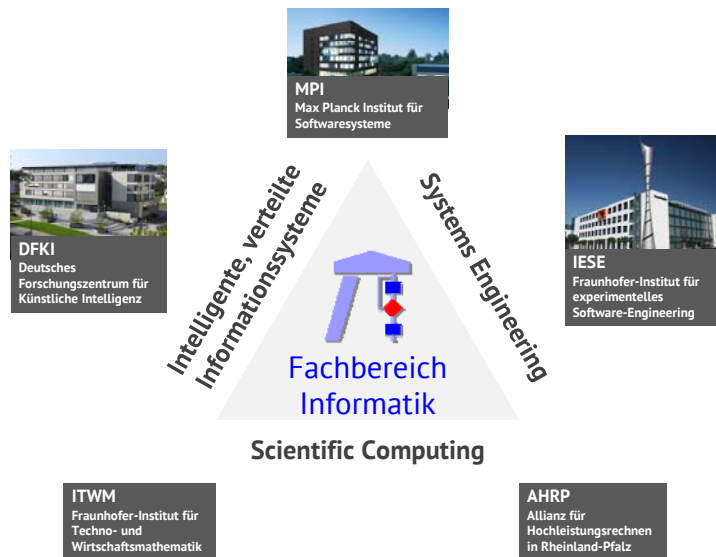 MPI
Max Planck Institut für
Softwaresysteme
Intelligente, verteilte
Informationssysteme
Systems Engineering
DFKI
Deutsches
Forschungszentrum für
Künstliche Intelligenz
IESE
Fraunhofer-Institut für
experimentelles
Software-Engineering
Fachbereich
Informatik
Scientific Computing
ITWM
Fraunhofer-Institut für
Techno- und
Wirtschaftsmathematik
AHRP
Allianz für
Hochleistungsrechnen
in Rheinland-Pfalz